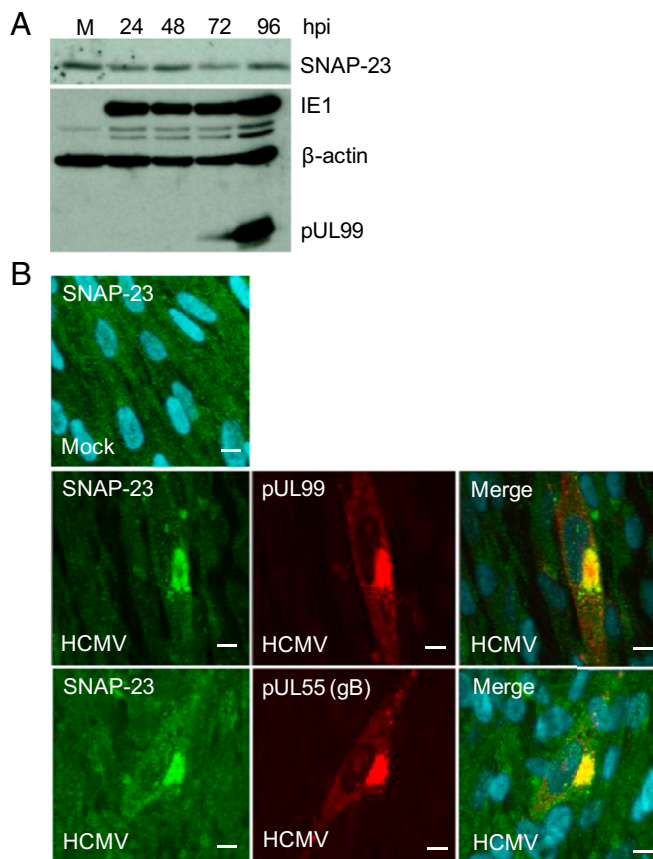 A
M 24 48 72 96 hpi
SNAP-23
IE1
β-actin
pUL99
B
SNAP-23
Mock
SNAP-23 pUL99 Merge
HCMV HCMV HCMV
SNAP-23 pUL55 (gB) Merge
HCMV HCMV HCMV